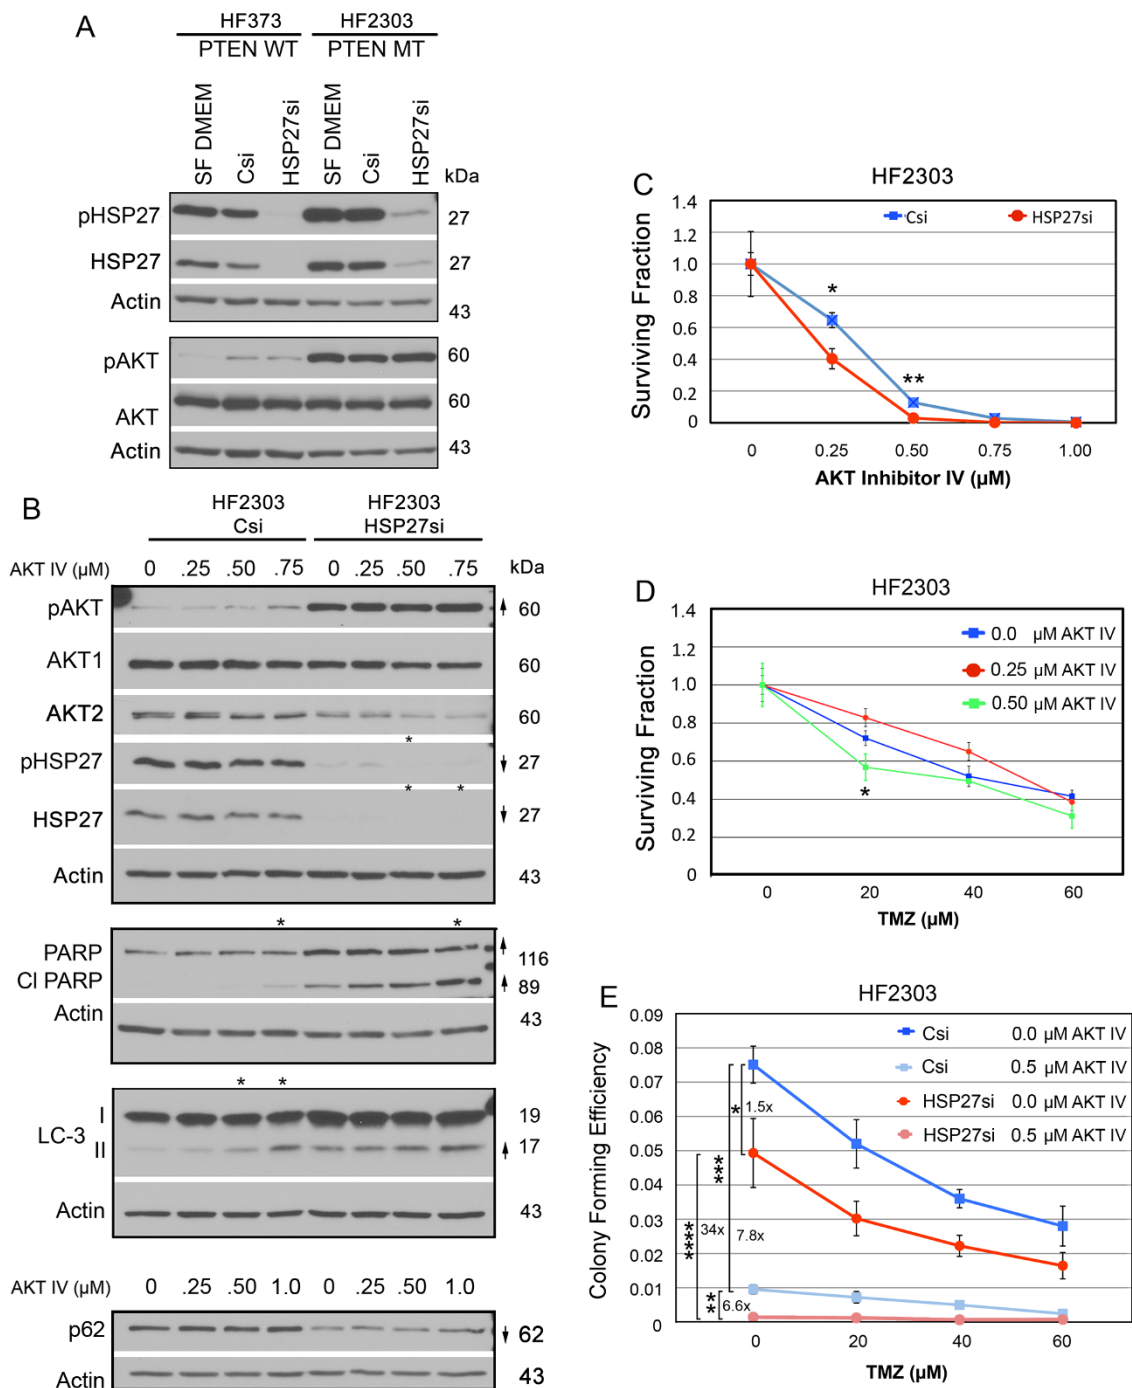 A
HF373 HF2303
PTEN WT PTEN MT
SF DMEM Csi HSP27si SF DMEM Csi HSP27si kDa
pHSP27 27
HSP27 27
Actin 43
pAKT 60
AKT 60
Actin 43
B
HF2303 HF2303
Csi HSP27si
AKT IV (µM) 0 .25 .50 .75 0 .25 .50 .75 kDa
pAKT 60
AKT1 60
AKT2 60
*
pHSP27 27
* *
HSP27 27
Actin 43
* *
PARP 116
Cl PARP 89
Actin 43
* *
I 19
LC-3
II 17
Actin 43
AKT IV (µM) 0 .25 .50 1.0 0 .25 .50 1.0
p62 62
Actin 43
C HF2303
Csi HSP27si
1.4
1.2
1.0
0.8
0.6
0.4
0.2
0
Surviving Fraction
*
**
0 0.25 0.50 0.75 1.00
AKT Inhibitor IV (µM)
D HF2303
0.0 µM AKT IV
0.25 µM AKT IV
0.50 µM AKT IV
1.4
1.2
1.0
0.8
0.6
0.4
0.2
0
Surviving Fraction
*
0 20 40 60
TMZ (µM)
E HF2303
Csi 0.0 µM AKT IV
Csi 0.5 µM AKT IV
HSP27si 0.0 µM AKT IV
HSP27si 0.5 µM AKT IV
0.09
0.08
0.07
0.06
0.05
0.04
0.03
0.02
0.01
0
Colony Forming Efficiency
* 1.5x
*** 7.8x
**** 34x
** 6.6x
0 20 40 60
TMZ (µM)